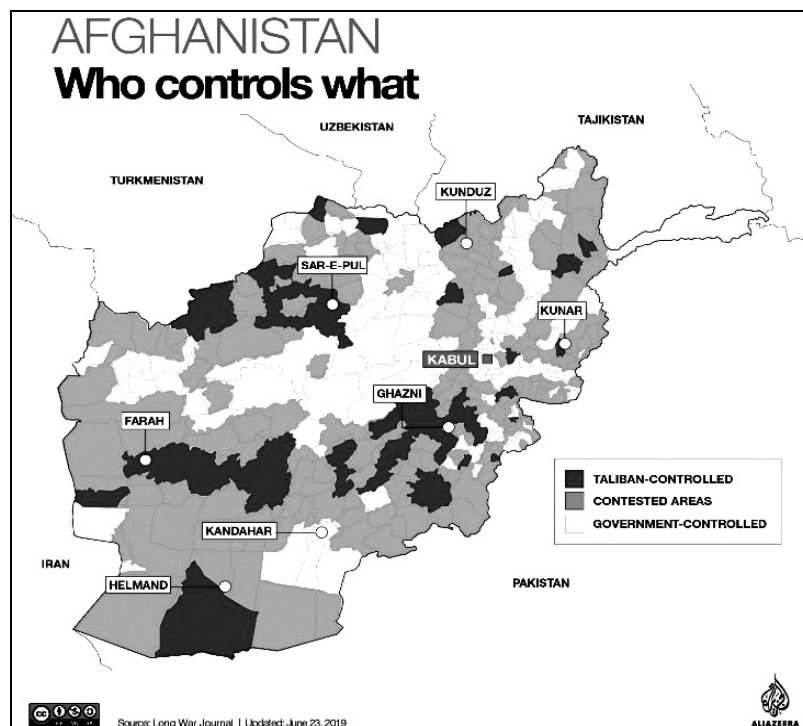 AFGHANISTAN
Who controls what
UZBEKISTAN
TAJIKISTAN
TURKMENISTAN
KUNDUZ
SAR-E-PUL
KUNAR
KABUL
GHAZNI
FARAH
TALIBAN-CONTROLLED
CONTESTED AREAS
GOVERNMENT-CONTROLLED
KANDAHAR
IRAN
HELMAND
PAKISTAN
Source: Long War Journal | Updated: June 23, 2019
ALJAZEERA